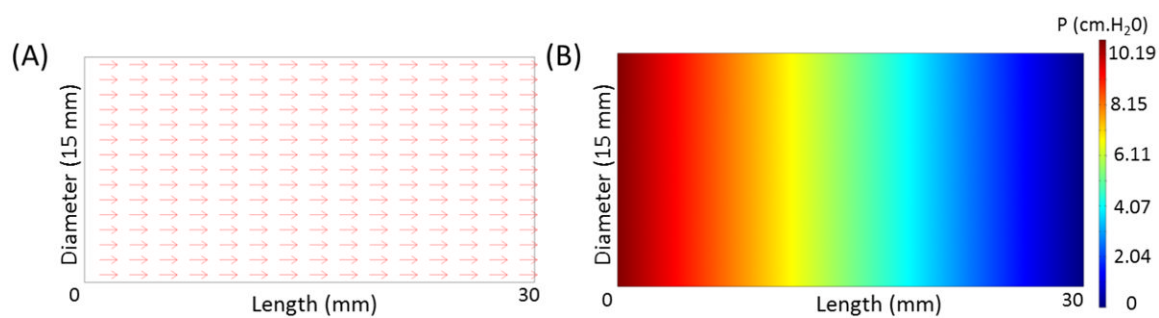 (A)
Diameter (15 mm)
0
Length (mm)
30
(B)
Diameter (15 mm)
0
Length (mm)
30
P (cm.H₂0)
10.19
8.15
6.11
4.07
2.04
0